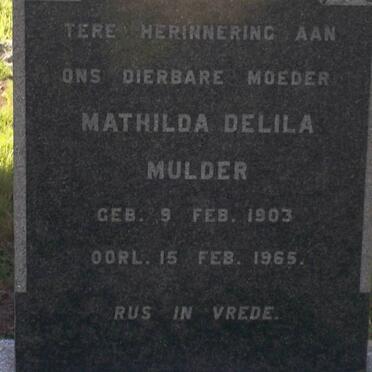 TERE HERINNERING AAN
ONS DIERBARE MOEDER
MATHILDA DELILA
MULDER
GEB. 9 FEB. 1903
OORL. 15 FEB. 1965.
RUS IN VREDE.